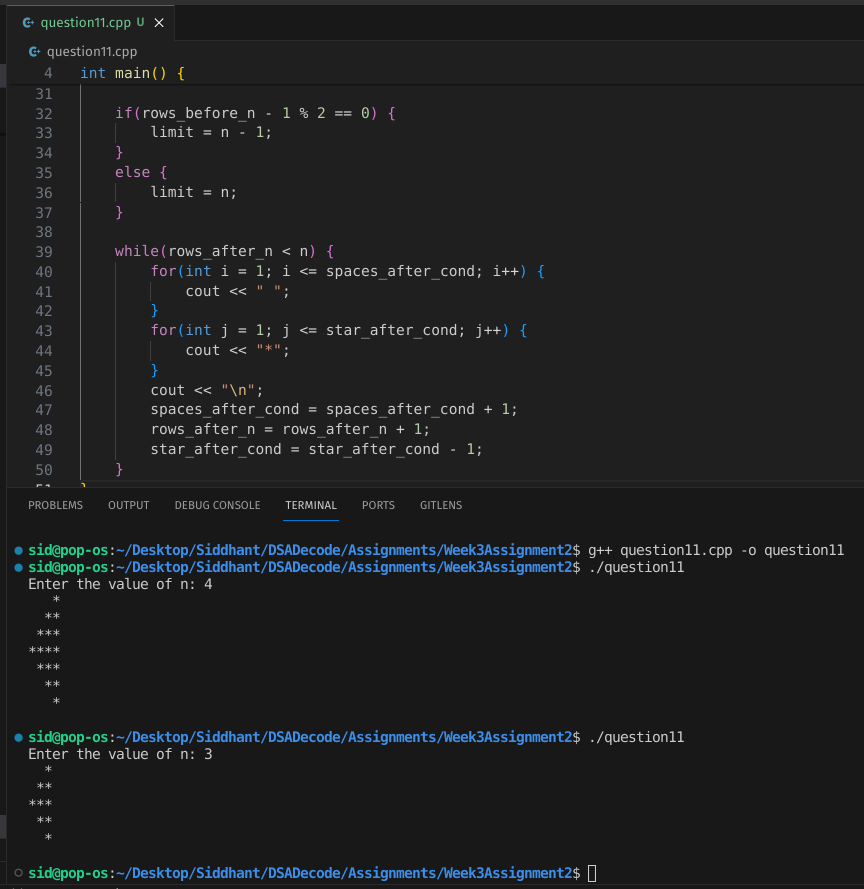 question11.cpp U
question11.cpp
4 int main() {
31
32     if(rows_before_n - 1 % 2 == 0) {
33         limit = n - 1;
34     }
35     else {
36         limit = n;
37     }
38
39     while(rows_after_n < n) {
40         for(int i = 1; i <= spaces_after_cond; i++) {
41             cout << " ";
42         }
43         for(int j = 1; j <= star_after_cond; j++) {
44             cout << "*";
45         }
46         cout << "\n";
47         spaces_after_cond = spaces_after_cond + 1;
48         rows_after_n = rows_after_n + 1;
49         star_after_cond = star_after_cond - 1;
50     }
51 }
PROBLEMS OUTPUT DEBUG CONSOLE TERMINAL PORTS GITLENS
sid@pop-os:~/Desktop/Siddhant/DSADecode/Assignments/Week3Assignment2$ g++ question11.cpp -o question11
sid@pop-os:~/Desktop/Siddhant/DSADecode/Assignments/Week3Assignment2$ ./question11
Enter the value of n: 4
   *
  **
 ***
****
 ***
  **
   *
sid@pop-os:~/Desktop/Siddhant/DSADecode/Assignments/Week3Assignment2$ ./question11
Enter the value of n: 3
  *
 **
***
 **
  *
sid@pop-os:~/Desktop/Siddhant/DSADecode/Assignments/Week3Assignment2$